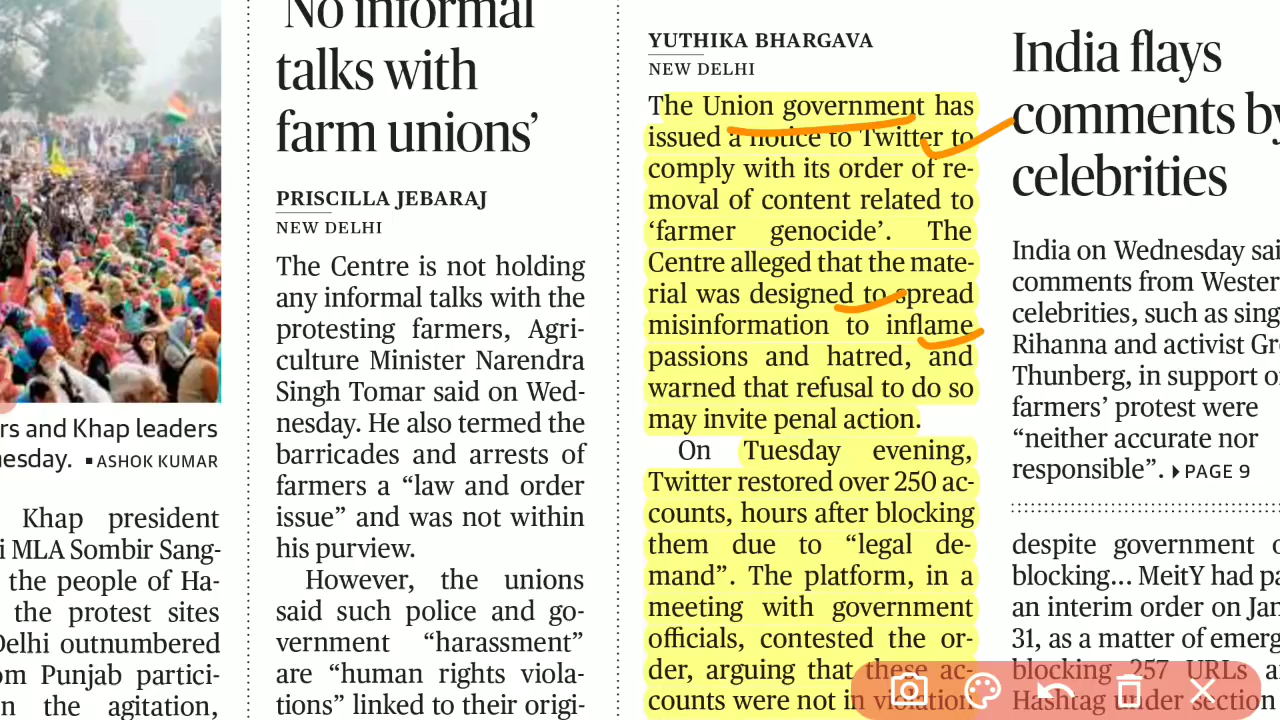 rs and Khap leaders
esday. ▪ ASHOK KUMAR
Khap president
i MLA Sombir Sang-
the people of Ha-
the protest sites
Delhi outnumbered
om Punjab partici-
n the agitation,
‘No informal
talks with
farm unions’
PRISCILLA JEBARAJ
NEW DELHI
The Centre is not holding
any informal talks with the
protesting farmers, Agri-
culture Minister Narendra
Singh Tomar said on Wed-
nesday. He also termed the
barricades and arrests of
farmers a “law and order
issue” and was not within
his purview.
However, the unions
said such police and go-
vernment “harassment”
are “human rights viola-
tions” linked to their origi-
YUTHIKA BHARGAVA
NEW DELHI
The Union government has
issued a notice to Twitter to
comply with its order of re-
moval of content related to
‘farmer genocide’. The
Centre alleged that the mate-
rial was designed to spread
misinformation to inflame
passions and hatred, and
warned that refusal to do so
may invite penal action.
On Tuesday evening,
Twitter restored over 250 ac-
counts, hours after blocking
them due to “legal de-
mand”. The platform, in a
meeting with government
officials, contested the or-
der, arguing that these ac-
counts were not in violation
India flays
comments by
celebrities
India on Wednesday sai
comments from Wester
celebrities, such as sing
Rihanna and activist Gr
Thunberg, in support o
farmers’ protest were
“neither accurate nor
responsible”. PAGE 9
despite government o
blocking... MeitY had pa
an interim order on Jan
31, as a matter of emerg
blocking 257 URLs a
Hashtag under section